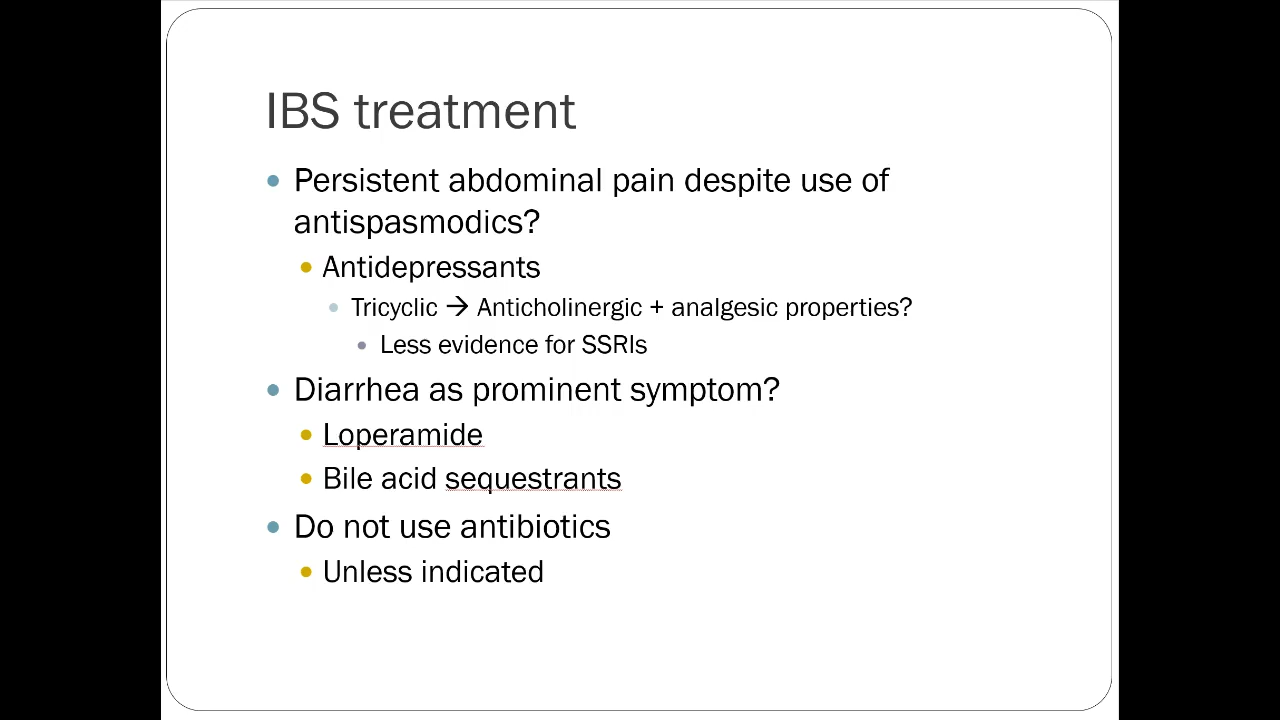 IBS treatment
Persistent abdominal pain despite use of
antispasmodics?
Antidepressants
Tricyclic → Anticholinergic + analgesic properties?
Less evidence for SSRIs
Diarrhea as prominent symptom?
Loperamide
Bile acid sequestrants
Do not use antibiotics
Unless indicated